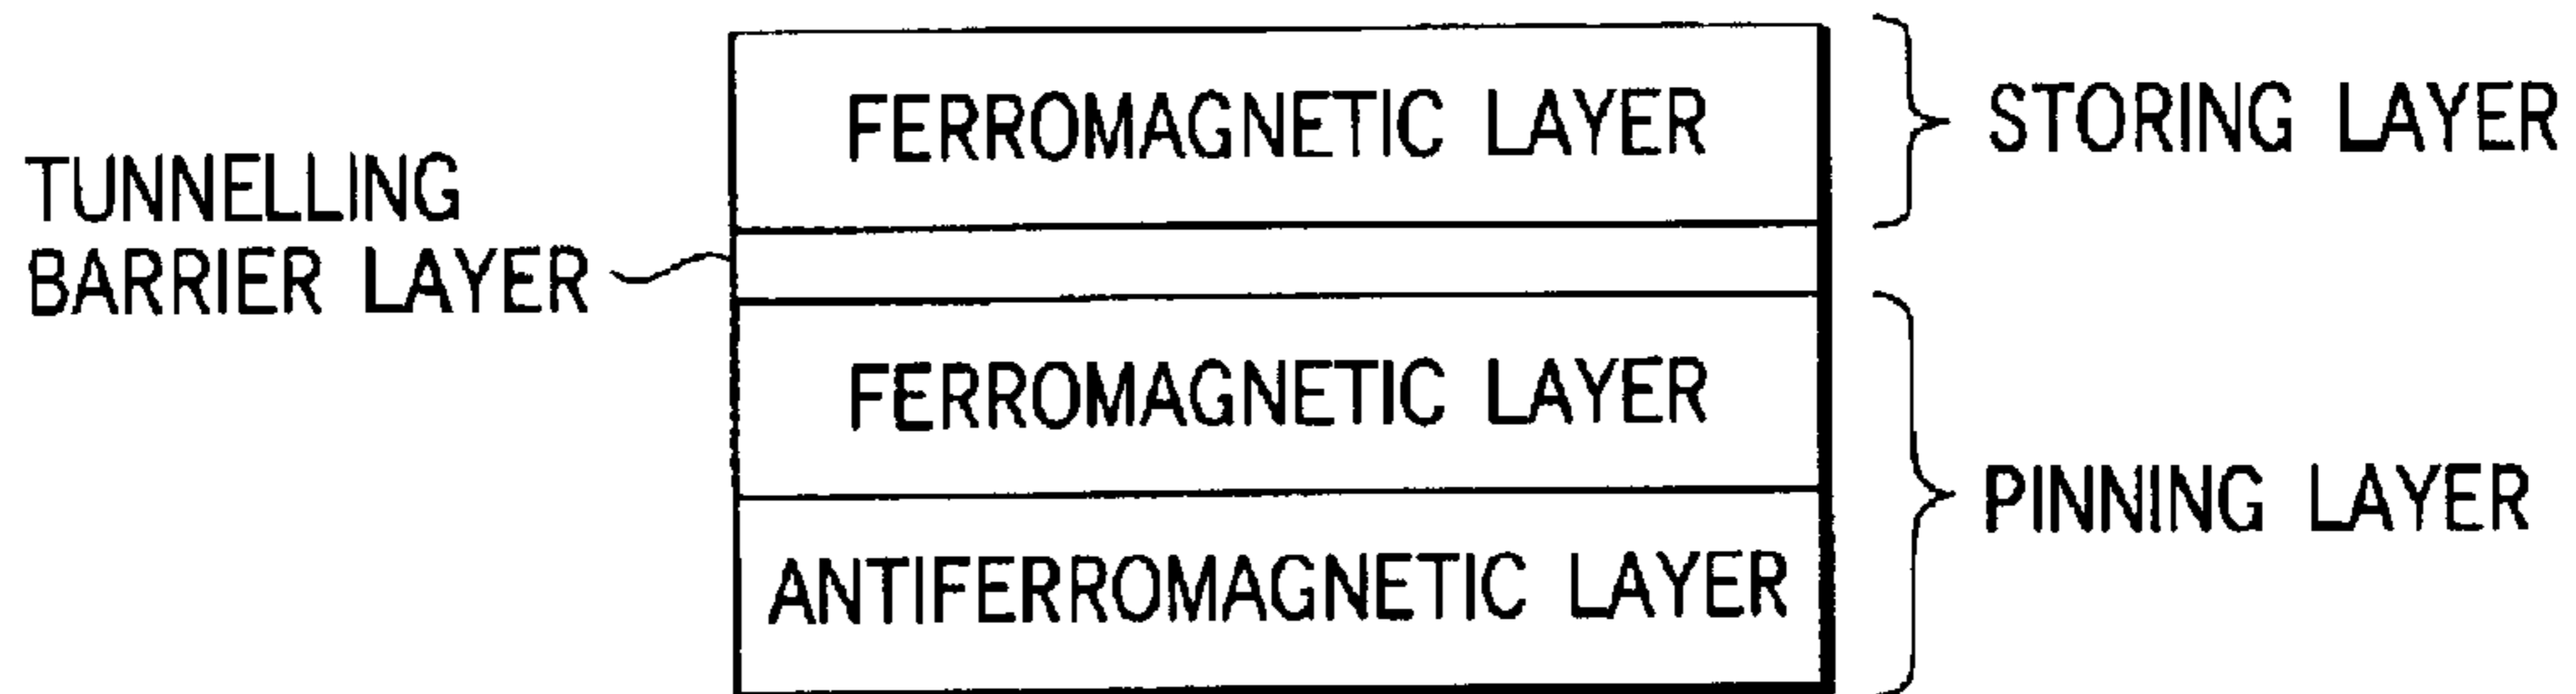 FERROMAGNETIC LAYER
STORING LAYER
TUNNELLING
BARRIER LAYER
FERROMAGNETIC LAYER
PINNING LAYER
ANTIFERROMAGNETIC LAYER